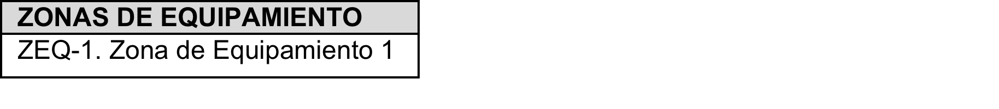 ZONAS DE EQUIPAMIENTO
ZEQ-1. Zona de Equipamiento 1